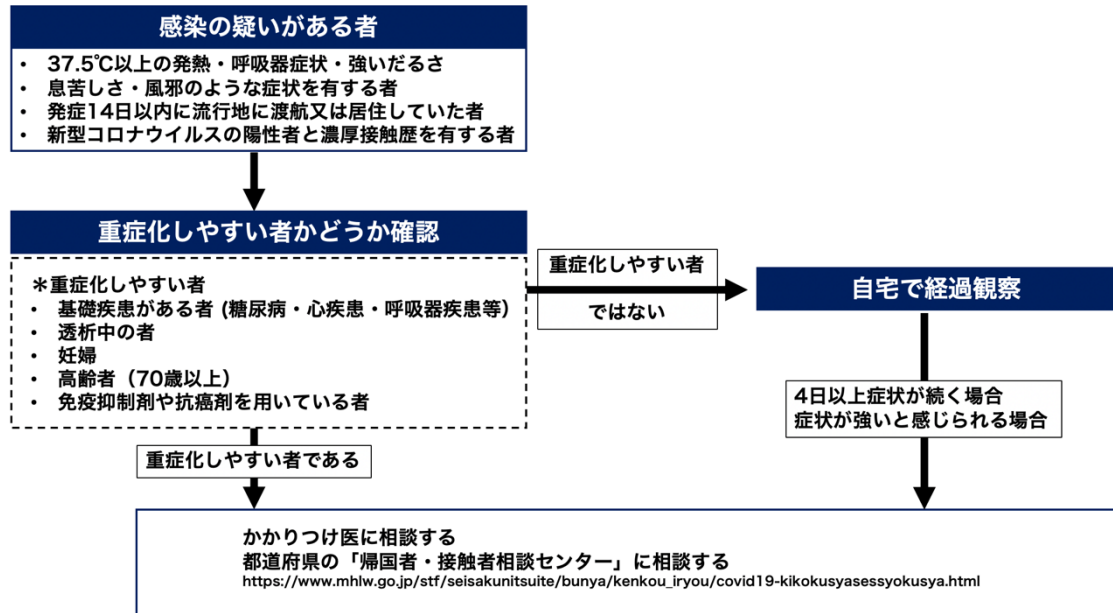 感染の疑いがある者
• 37.5℃以上の発熱・呼吸器症状・強いだるさ
• 息苦しさ・風邪のような症状を有する者
• 発症14日以内に流行地に渡航又は居住していた者
• 新型コロナウイルスの陽性者と濃厚接触歴を有する者
重症化しやすい者かどうか確認
＊重症化しやすい者
• 基礎疾患がある者 (糖尿病・心疾患・呼吸器疾患等)
• 透析中の者
• 妊婦
• 高齢者（70歳以上）
• 免疫抑制剤や抗癌剤を用いている者
重症化しやすい者
ではない
自宅で経過観察
4日以上症状が続く場合
症状が強いと感じられる場合
重症化しやすい者である
かかりつけ医に相談する
都道府県の「帰国者・接触者相談センター」に相談する
https://www.mhlw.go.jp/stf/seisakunitsuite/bunya/kenkou_iryou/covid19-kikokusyasessyokusya.html